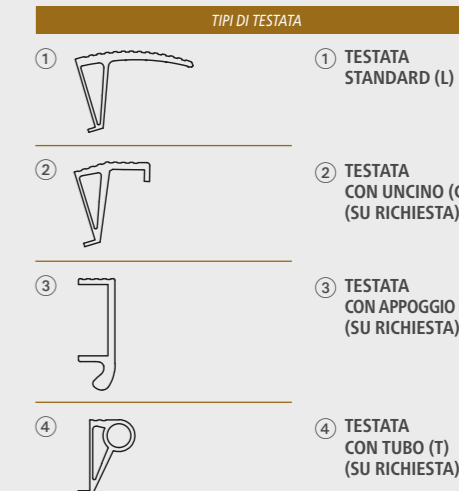 TIPI DI TESTATA
① ① TESTATA
STANDARD (L)
② ② TESTATA
CON UNCINO
(SU RICHIESTA)
③ ③ TESTATA
CON APPOGGIO
(SU RICHIESTA)
④ ④ TESTATA
CON TUBO (T)
(SU RICHIESTA)